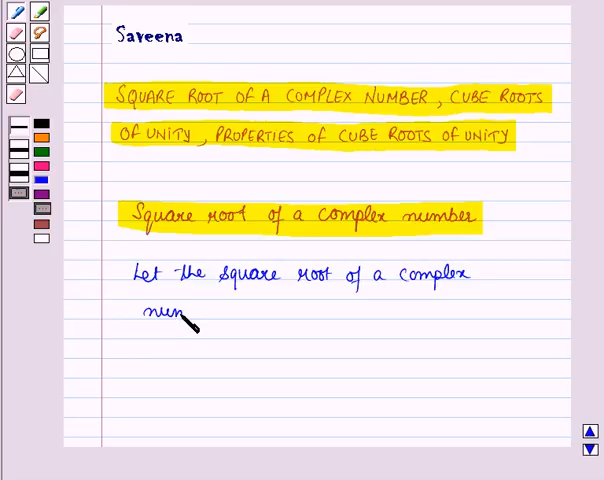 Saveena
SQUARE ROOT OF A COMPLEX NUMBER, CUBE ROOTS
OF UNITY, PROPERTIES OF CUBE ROOTS OF UNITY
Square root of a complex number
Let the square root of a complex
num